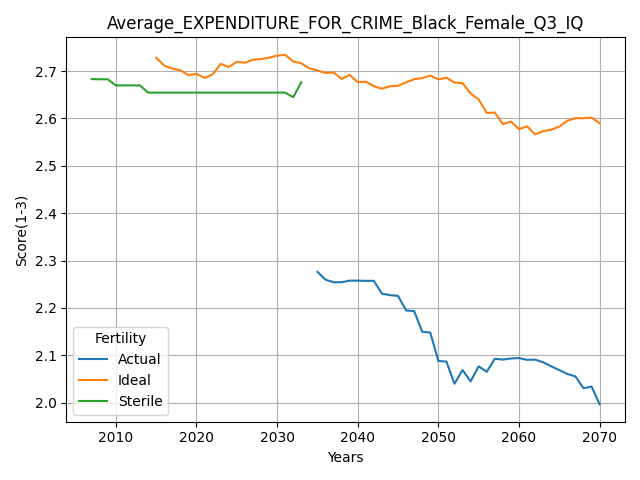 Average_EXPENDITURE_FOR_CRIME_Black_Female_Q3_IQ
Score(1-3)
2.7
2.6
2.5
2.4
2.3
2.2
2.1
2.0
Fertility
Actual
Ideal
Sterile
2010 2020 2030 2040 2050 2060 2070
Years